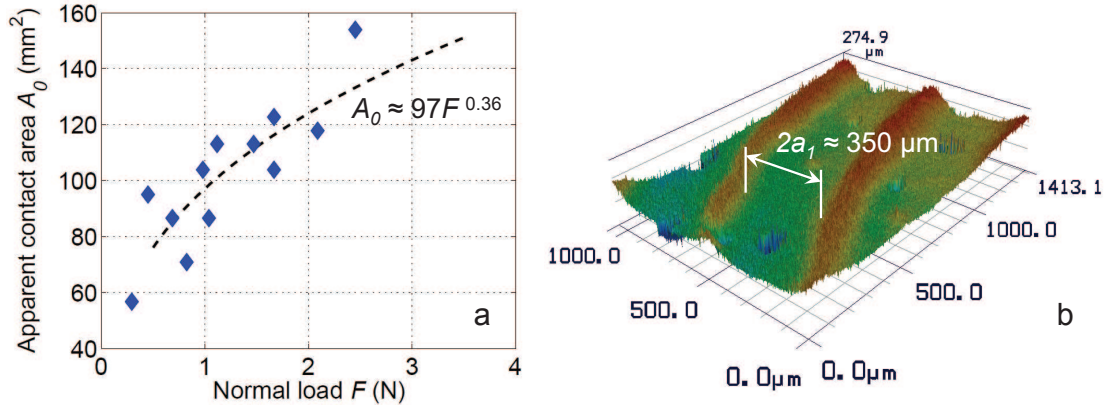 160
140
120
100
80
60
40
0
1
2
3
4
Apparent contact area A₀ (mm²)
Normal load F (N)
A₀ ≈ 97F 0.36
a
274.9
µm
2a₁ ≈ 350 µm
1413.1
1000.0
1000.0
500.0
500.0
0.0µm
0.0µm
b